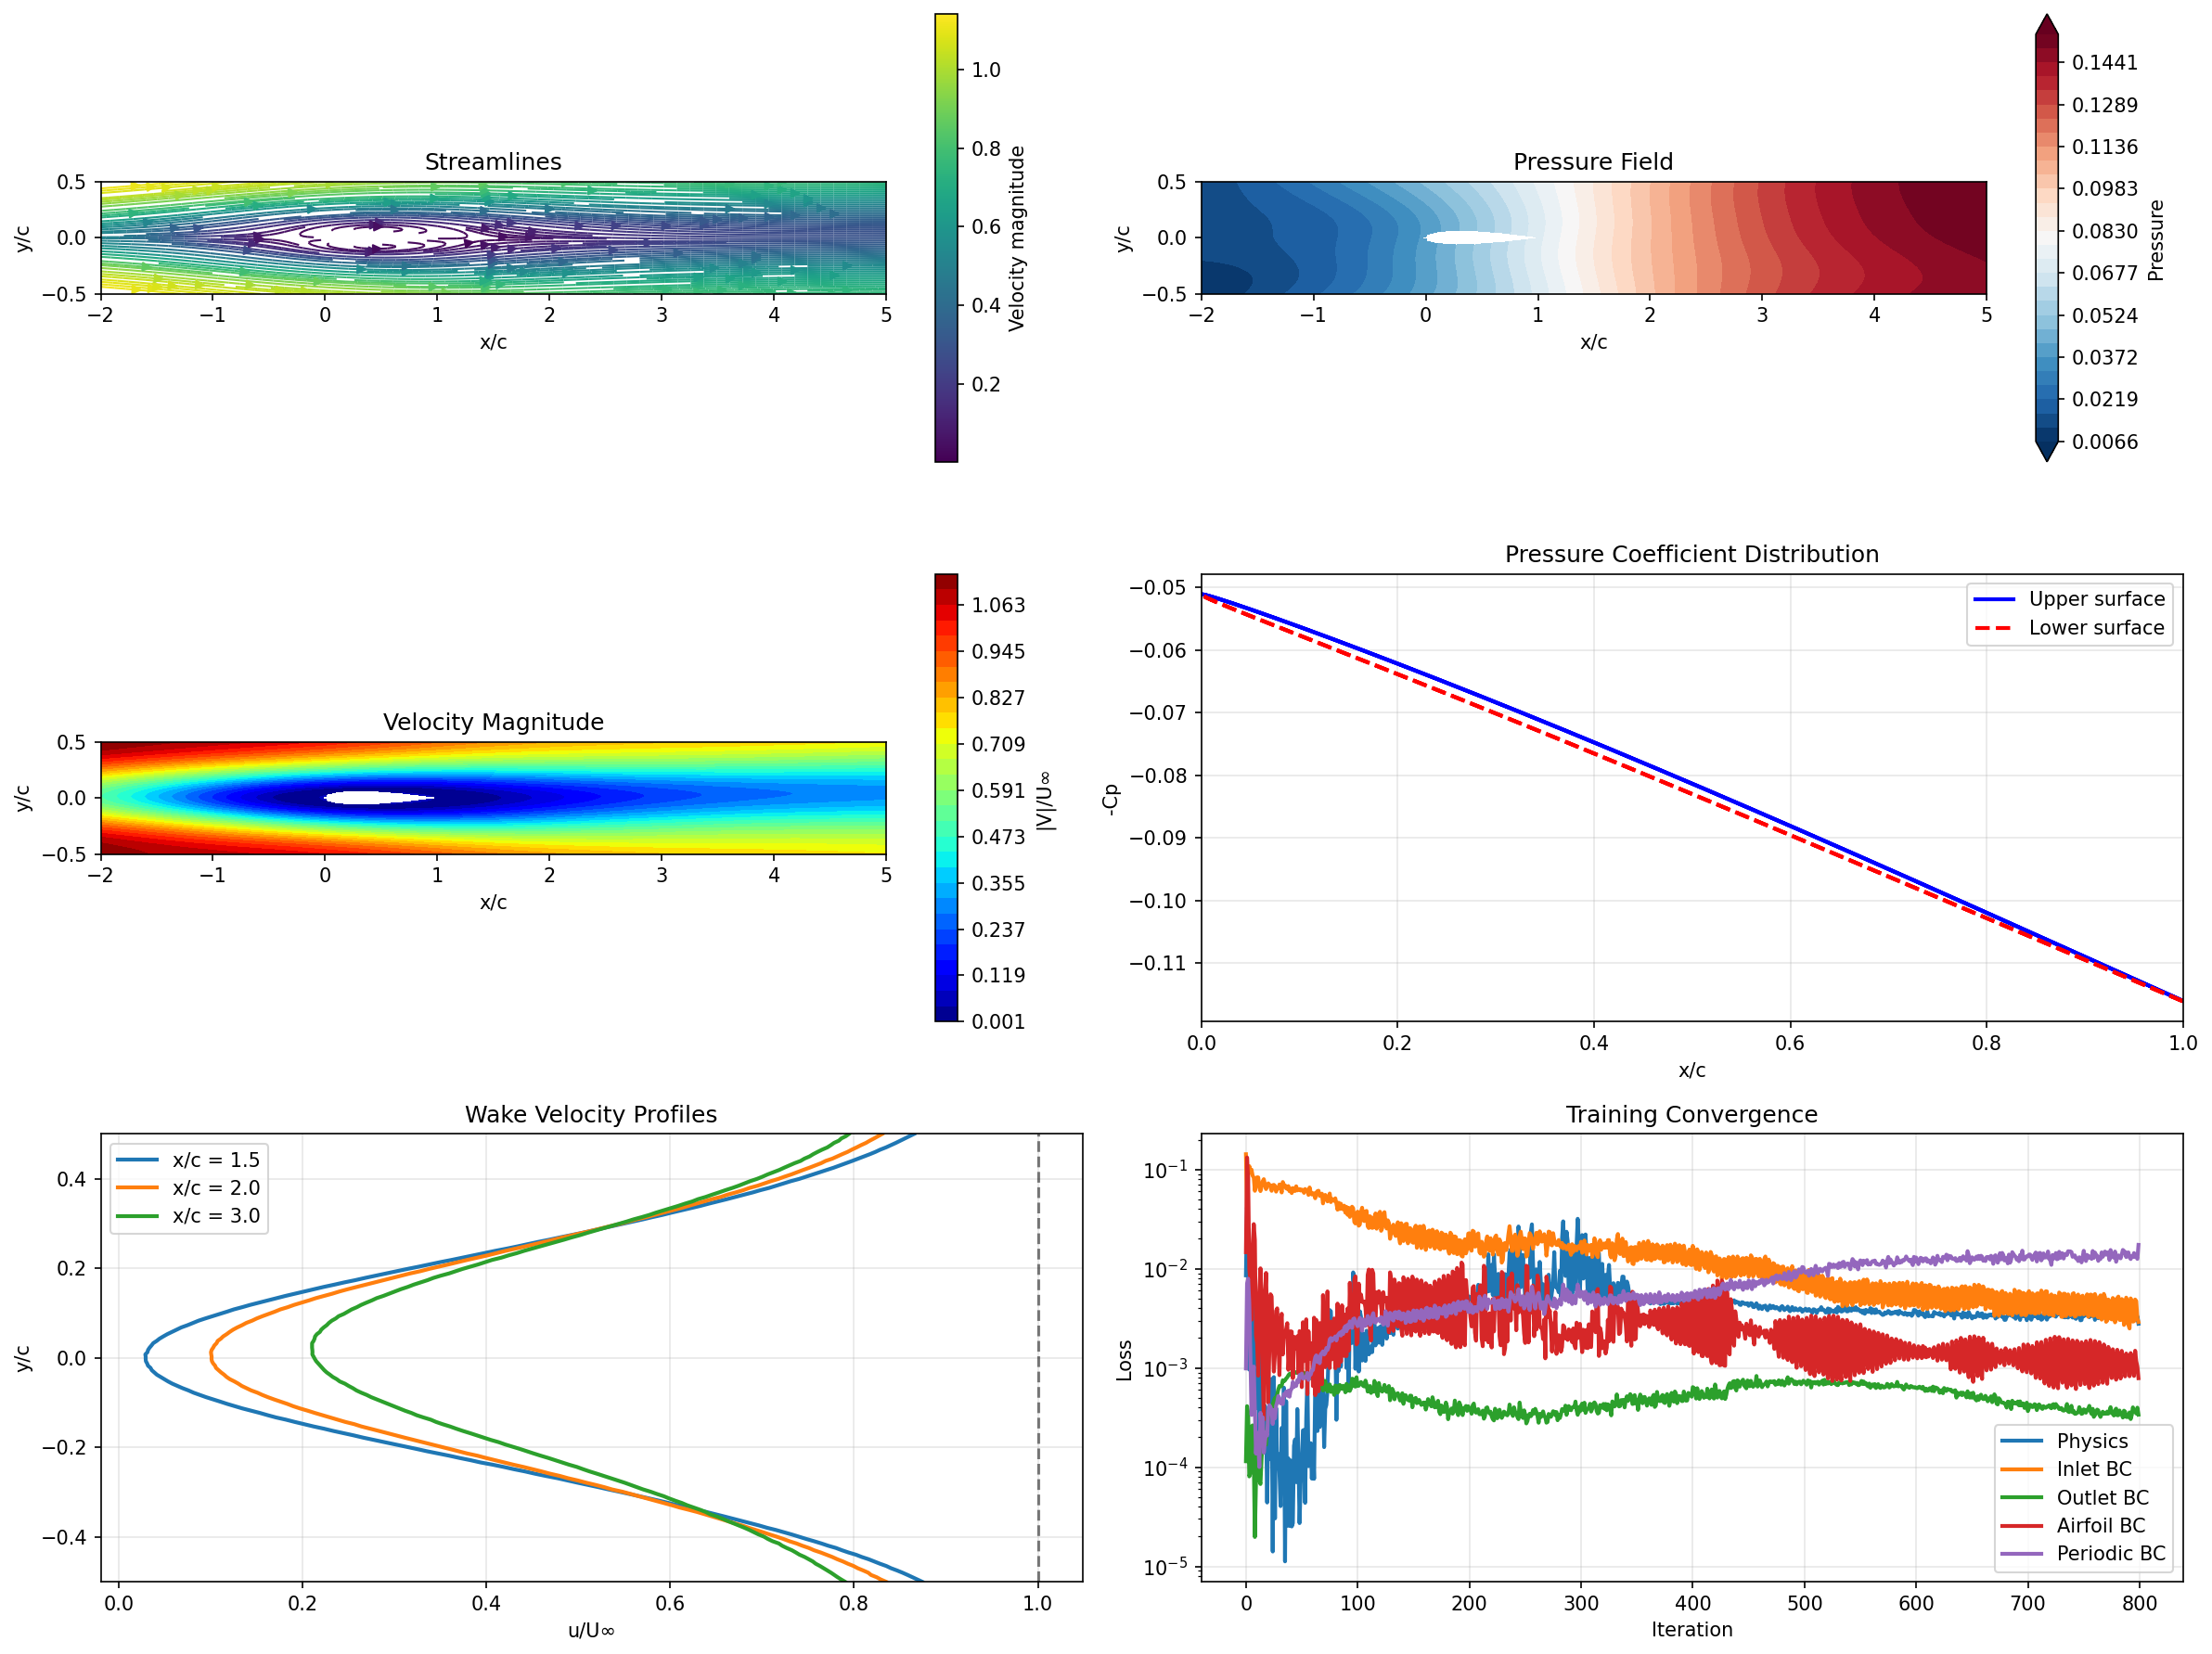 Streamlines
0.5
0.0
−0.5
y/c
−2 −1 0 1 2 3 4 5
x/c
1.0
0.8
0.6
0.4
0.2
Velocity magnitude
Pressure Field
0.5
0.0
−0.5
y/c
−2 −1 0 1 2 3 4 5
x/c
0.1441
0.1289
0.1136
0.0983
0.0830
0.0677
0.0524
0.0372
0.0219
0.0066
Pressure
Velocity Magnitude
0.5
0.0
−0.5
y/c
−2 −1 0 1 2 3 4 5
x/c
1.063
0.945
0.827
0.709
0.591
0.473
0.355
0.237
0.119
0.001
|V|/U∞
Pressure Coefficient Distribution
−0.05
−0.06
−0.07
−0.08
−0.09
−0.10
−0.11
-Cp
Upper surface
Lower surface
0.0 0.2 0.4 0.6 0.8 1.0
x/c
Wake Velocity Profiles
x/c = 1.5
x/c = 2.0
x/c = 3.0
0.4
0.2
0.0
−0.2
−0.4
y/c
0.0 0.2 0.4 0.6 0.8 1.0
u/U∞
Training Convergence
10⁻¹
10⁻²
10⁻³
10⁻⁴
10⁻⁵
Loss
Physics
Inlet BC
Outlet BC
Airfoil BC
Periodic BC
0 100 200 300 400 500 600 700 800
Iteration